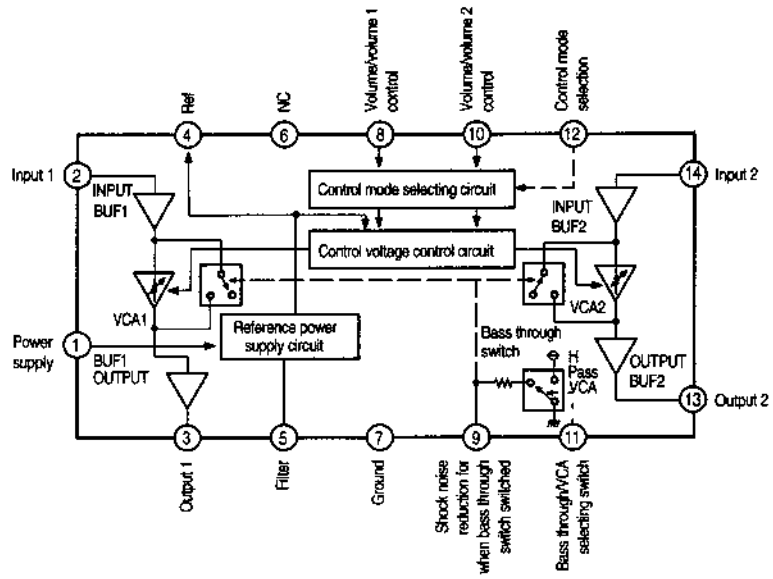 Ref
NC
Volume/volume 1
control
Volume/volume 2
control
Control mode
selection
4
6
8
10
12
Input 1
2
14
Input 2
INPUT
BUF1
Control mode selecting circuit
INPUT
BUF2
Control voltage control circuit
VCA1
VCA2
Power
supply
1
Reference power
supply circuit
BUF1
OUTPUT
Bass through
switch
H
Pass
VCA
OUTPUT
BUF2
13
Output 2
3
5
7
9
11
Output 1
Filter
Ground
Shock noise
reduction for
when bass through
switch switched
Bass through/VCA
selecting switch